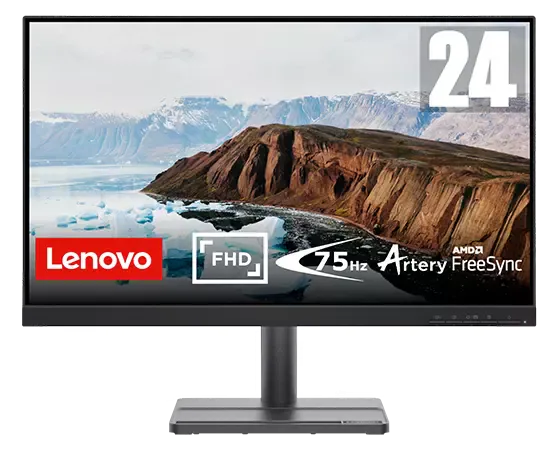 24
Lenovo
FHD
75Hz
Artery
AMD
FreeSync